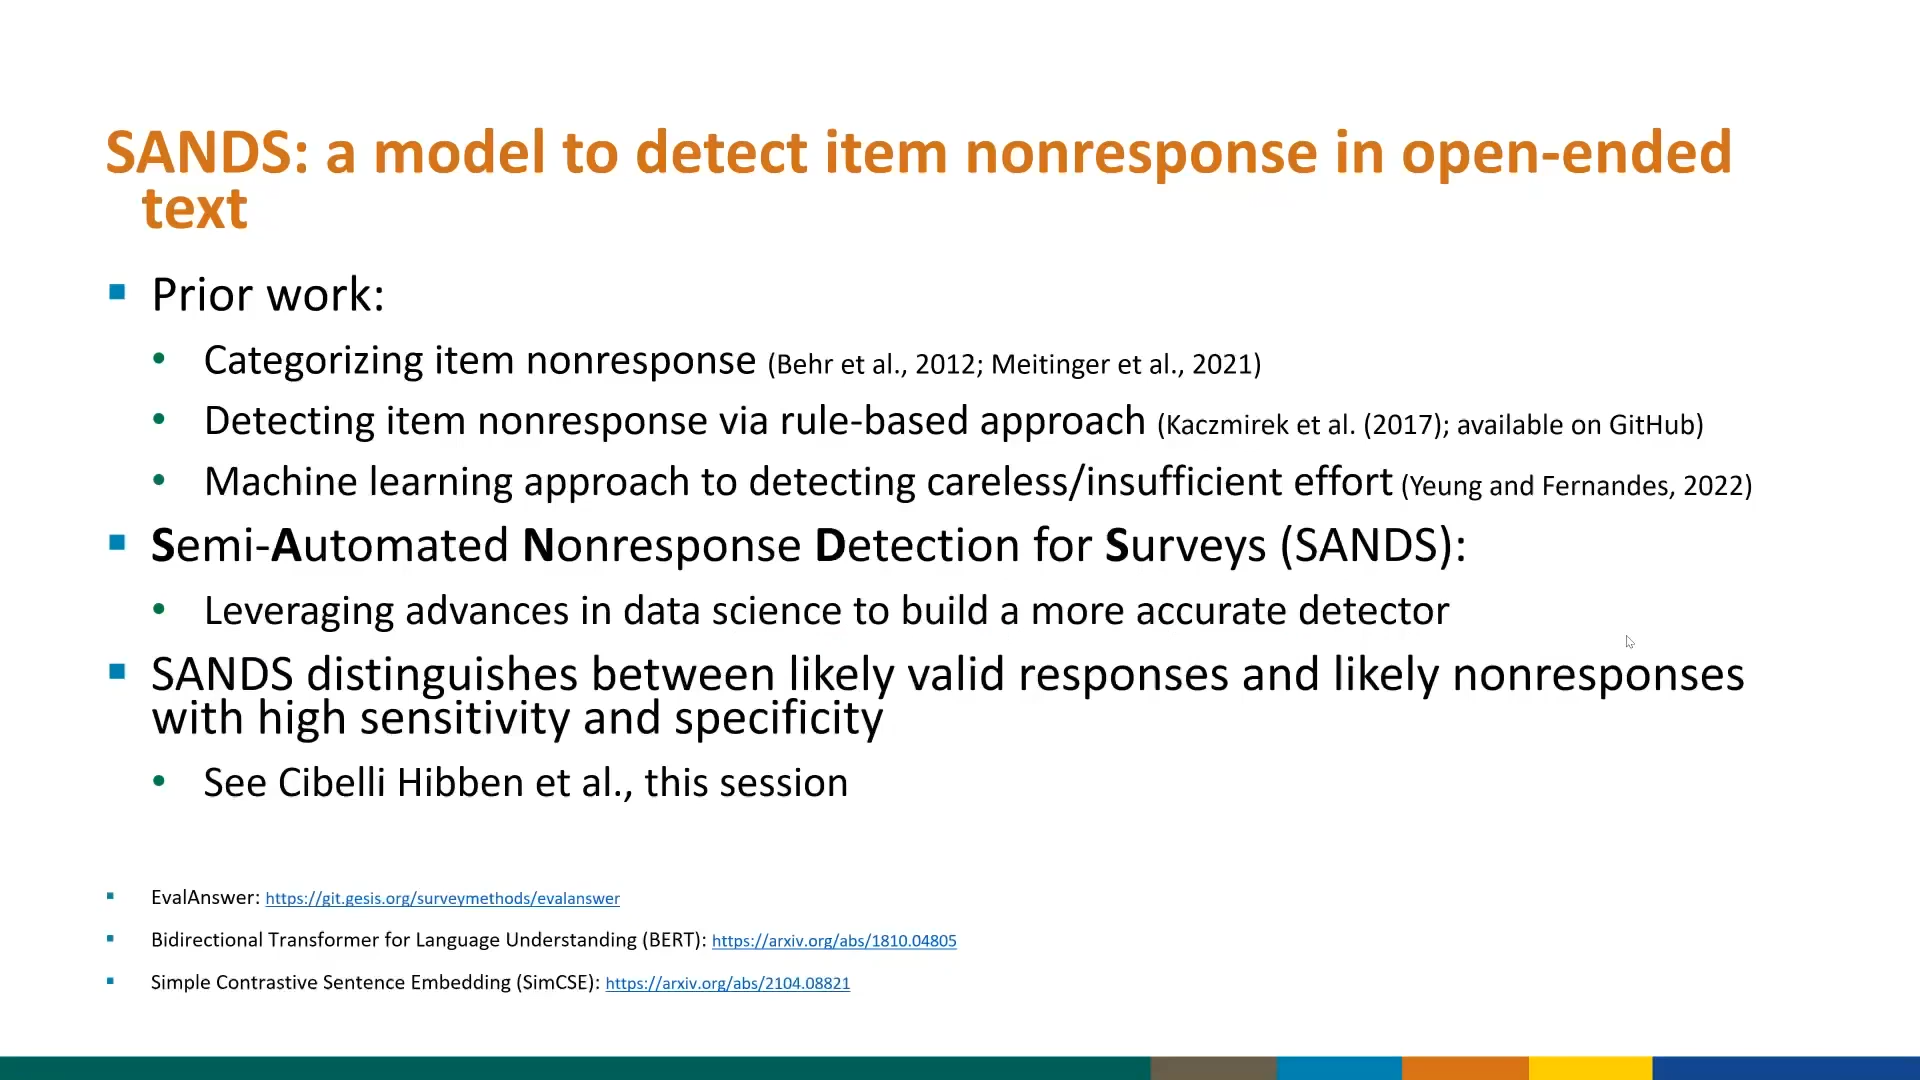 SANDS: a model to detect item nonresponse in open-ended
text
Prior work:
Categorizing item nonresponse (Behr et al., 2012; Meitinger et al., 2021)
Detecting item nonresponse via rule-based approach (Kaczmirek et al. (2017); available on GitHub)
Machine learning approach to detecting careless/insufficient effort (Yeung and Fernandes, 2022)
Semi-Automated Nonresponse Detection for Surveys (SANDS):
Leveraging advances in data science to build a more accurate detector
SANDS distinguishes between likely valid responses and likely nonresponses
with high sensitivity and specificity
See Cibelli Hibben et al., this session
EvalAnswer: https://git.gesis.org/surveymethods/evalanswer
Bidirectional Transformer for Language Understanding (BERT): https://arxiv.org/abs/1810.04805
Simple Contrastive Sentence Embedding (SimCSE): https://arxiv.org/abs/2104.08821